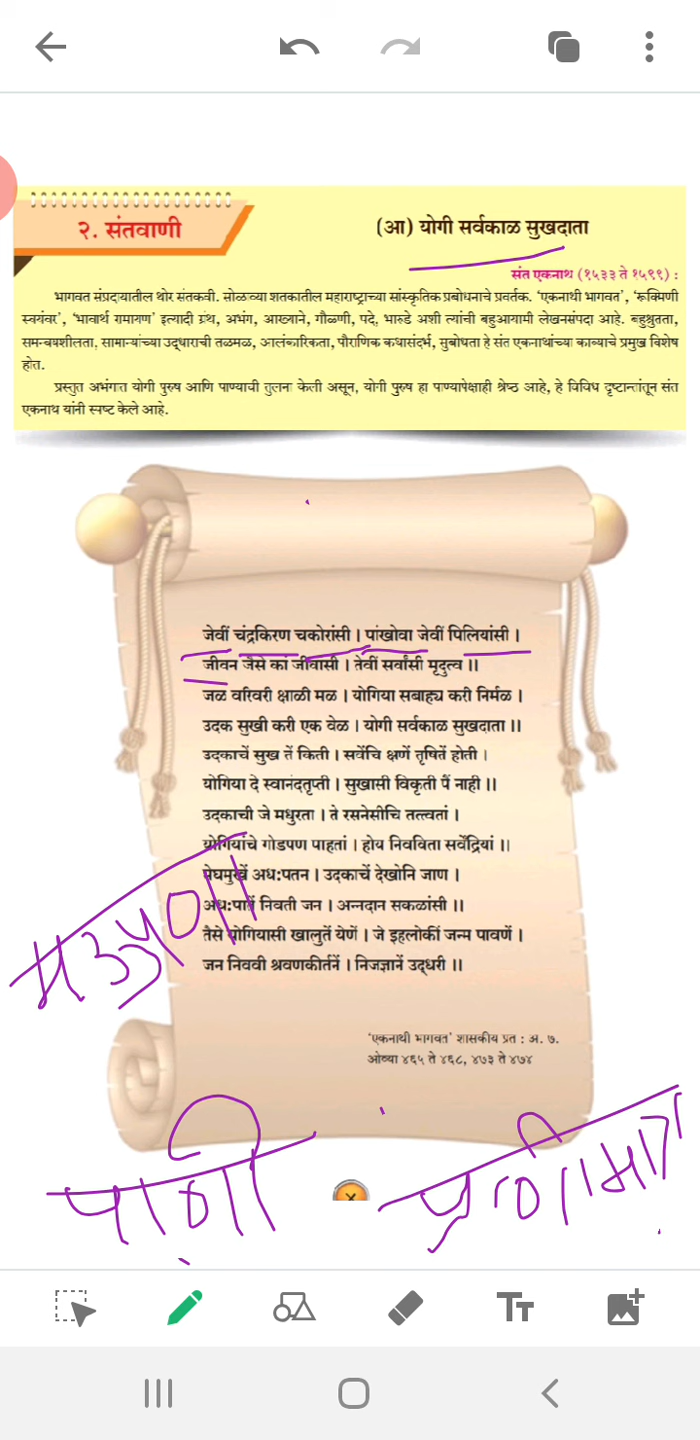 २. संतवाणी
(आ) योगी सर्वकाळ सुखदाता
संत एकनाथ (१५३३ ते १५९९) :
भागवत संप्रदायातील थोर संतकवी. सोळाव्या शतकातील महाराष्ट्राच्या सांस्कृतिक प्रबोधनाचे प्रवर्तक. ‘एकनाथी भागवत’, ‘रुक्मिणी
स्वयंवर’, ‘भावार्थ रामायण’ इत्यादी ग्रंथ, अभंग, आख्याने, गौळणी, पदे, भारुडे अशी त्यांची बहुआयामी लेखनसंपदा आहे. बहुश्रुतता,
समन्वयशीलता, सामान्यांच्या उद्धाराची तळमळ, आलंकारिकता, पौराणिक कथासंदर्भ, सुबोधता हे संत एकनाथांच्या काव्याचे प्रमुख विशेष
होत.
प्रस्तुत अभंगात योगी पुरुष आणि पाण्याची तुलना केली असून, योगी पुरुष हा पाण्यापेक्षाही श्रेष्ठ आहे, हे विविध दृष्टान्तांतून संत
एकनाथ यांनी स्पष्ट केले आहे.
जेवीं चंद्रकिरण चकोरांसी । पांखोवा जेवीं पिलियांसी ।
जीवन जैसें कां जीवांसी । तेवीं सर्वांसी मृदुत्व ।।
जळ वरिवरी क्षाळी मळ । योगिया सबाह्य करी निर्मळ ।
उदक सुखी करी एक वेळ । योगी सर्वकाळ सुखदाता ।।
उदकाचें सुख तें किती । सवेंचि क्षणें तृषितें होती ।
योगिया दे स्वानंदतृप्ती । सुखासी विकृती पैं नाही ।।
उदकाची जे मधुरता । ते रसनेसीचि तत्त्वतां ।
योगियांचे गोडपण पाहतां । होय निवविता सर्वेंद्रियां ।।
मेघमुखें अध:पतन । उदकाचें देखोनि जाण ।
अध:पातें निवती जन । अन्नदान सकळांसी ।।
तैसे योगियासी खालुतें येणें । जे इहलोकीं जन्म पावणें ।
जन निववी श्रवणकीर्तनें । निजज्ञानें उद्धरी ।।
‘एकनाथी भागवत’ शासकीय प्रत : अ. ७.
ओव्या ४६५ ते ४६८, ४७३ ते ४७४
पाणी
TT